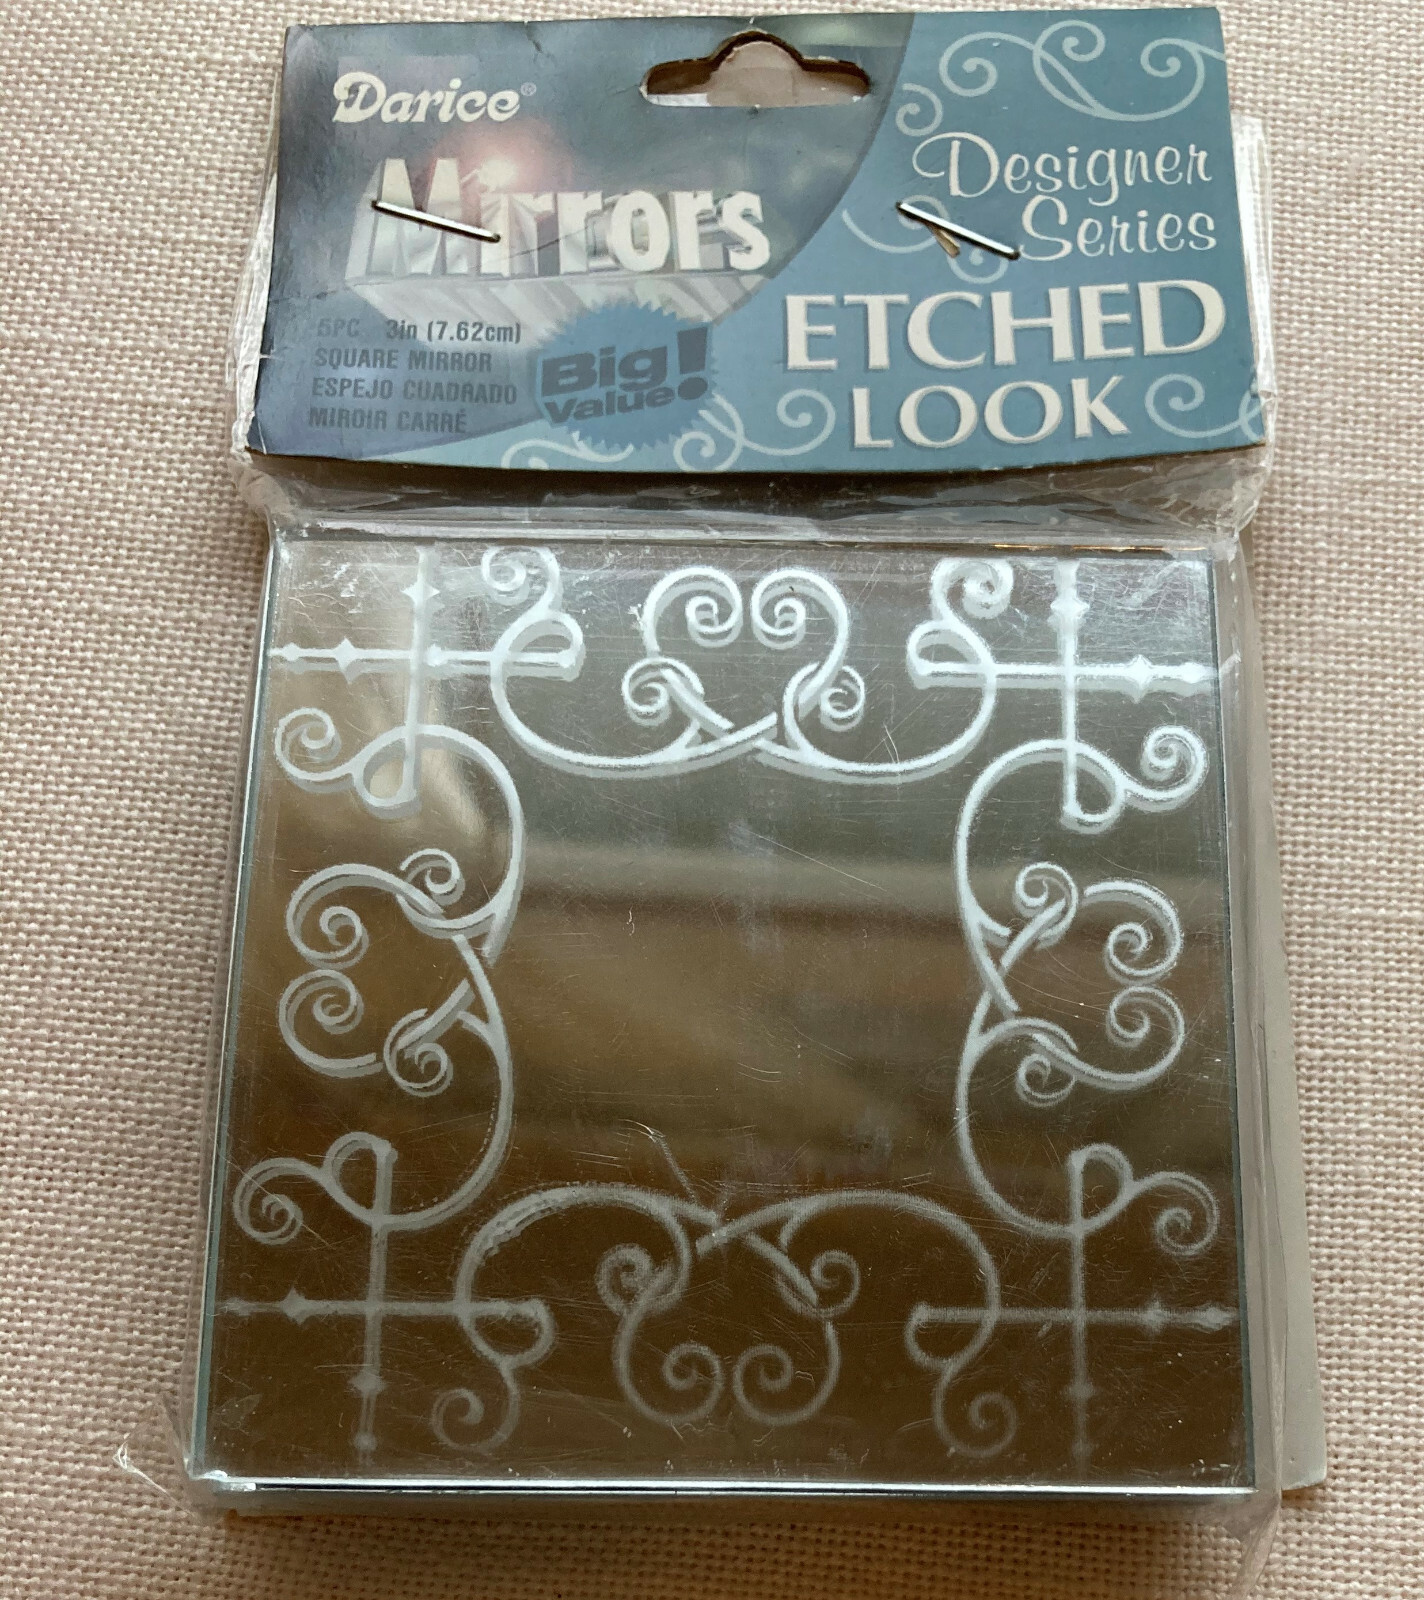 Darice®
Mirrors
5PC 3in (7.62cm)
SQUARE MIRROR
ESPEJO CUADRADO
MIROIR CARRÉ
Big!
Value
Designer
Series
ETCHED
LOOK